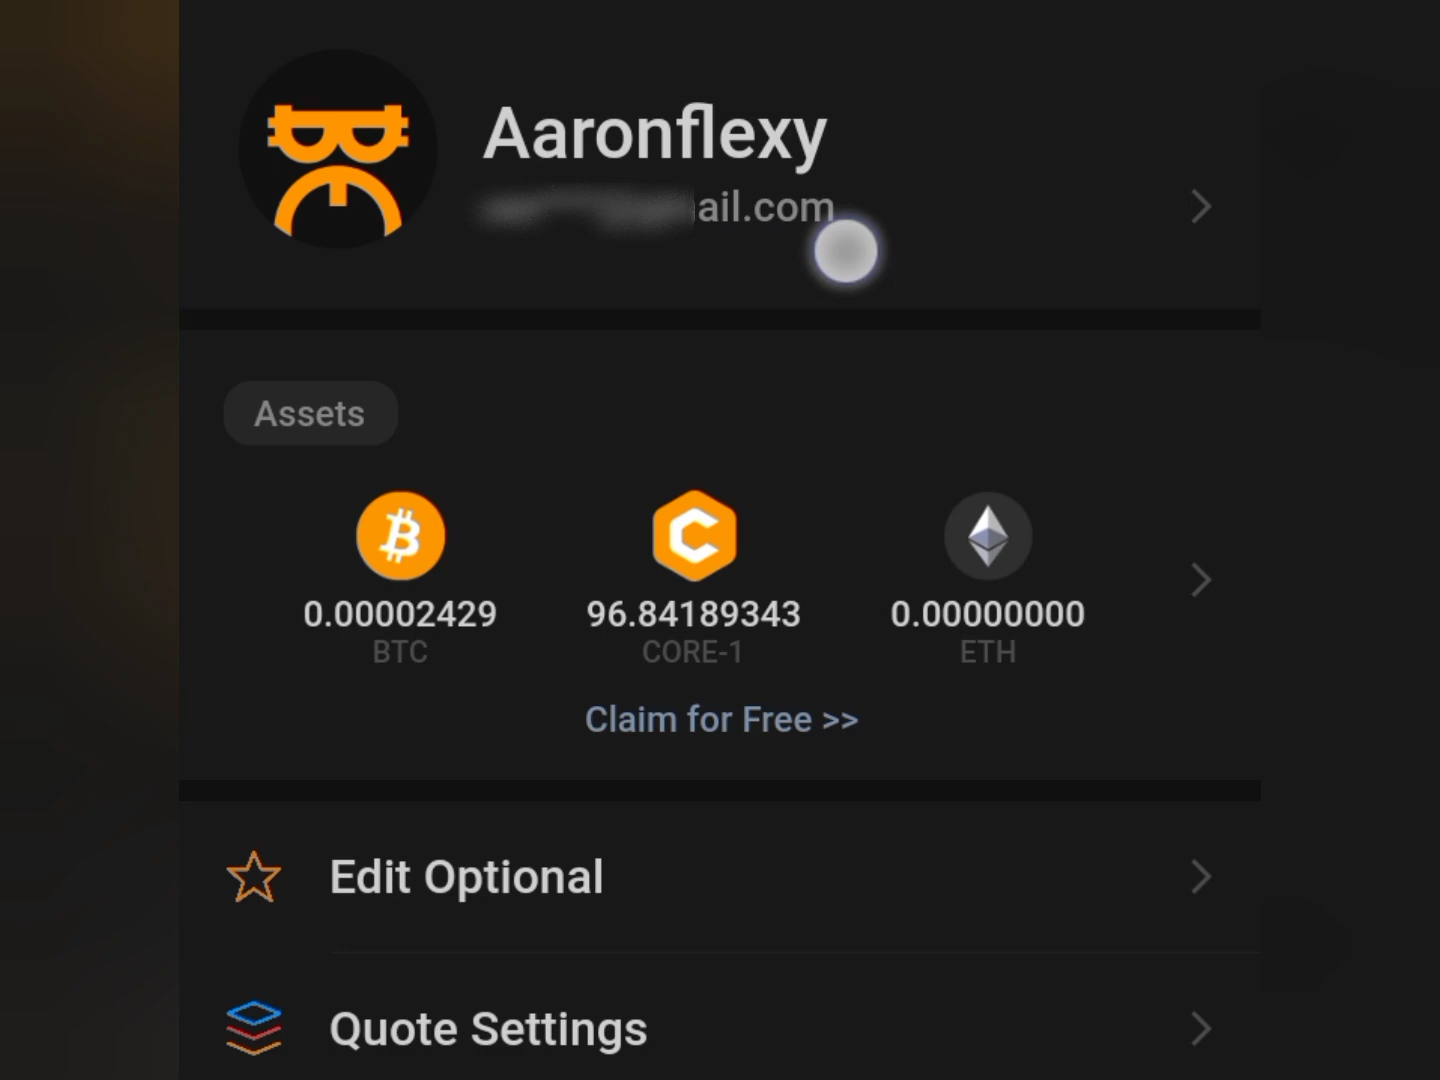 Aaronflexy
ail.com
Assets
0.00002429
BTC
96.84189343
CORE-1
0.00000000
ETH
Claim for Free >>
Edit Optional
Quote Settings